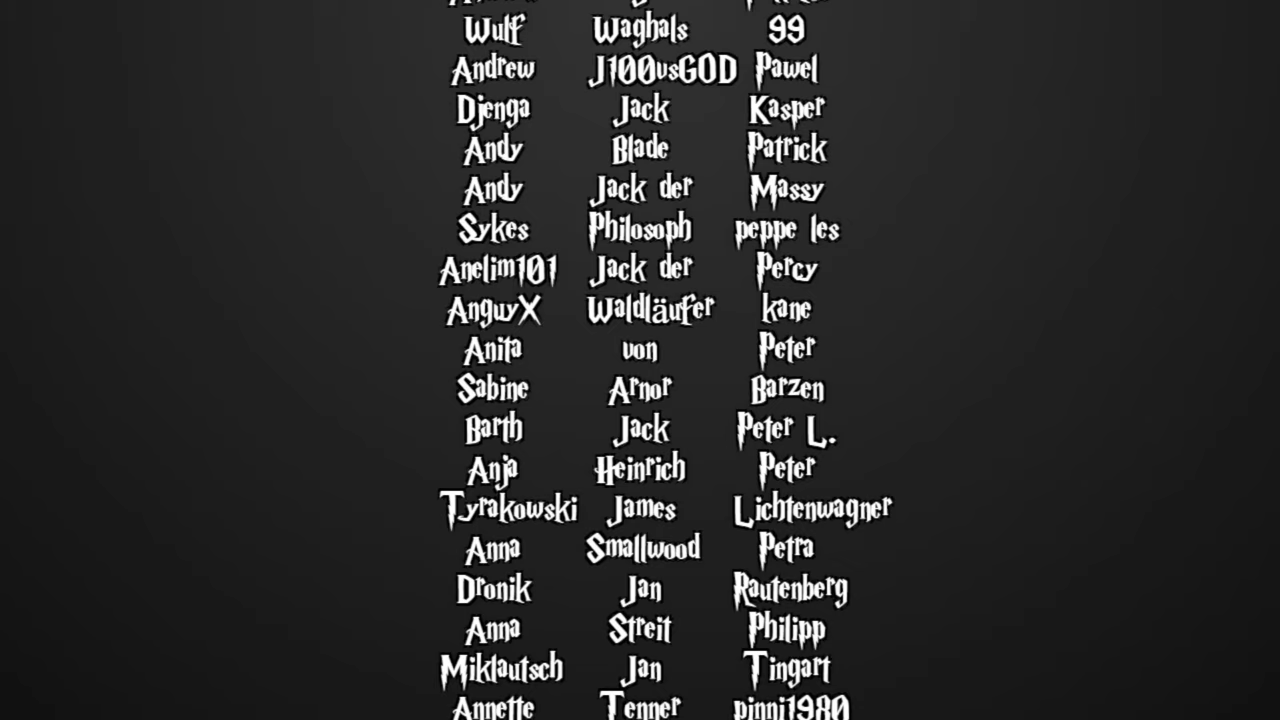 Wulf Waghals 99
Andrew J100vsGOD Pawel
Djenga Jack Kasper
Andy Blade Patrick
Andy Jack der Massy
Sykes Philosoph peppe les
Anelim101 Jack der Percy
AnguyX Waldläufer kane
Anita von Peter
Sabine Arnor Barzen
Barth Jack Peter L.
Anja Heinrich Peter
Tyrakowski James Lichtenwagner
Anna Smallwood Petra
Dronik Jan Rautenberg
Anna Streit Philipp
Miklautsch Jan Tingart
Annette Tenner pinni1980